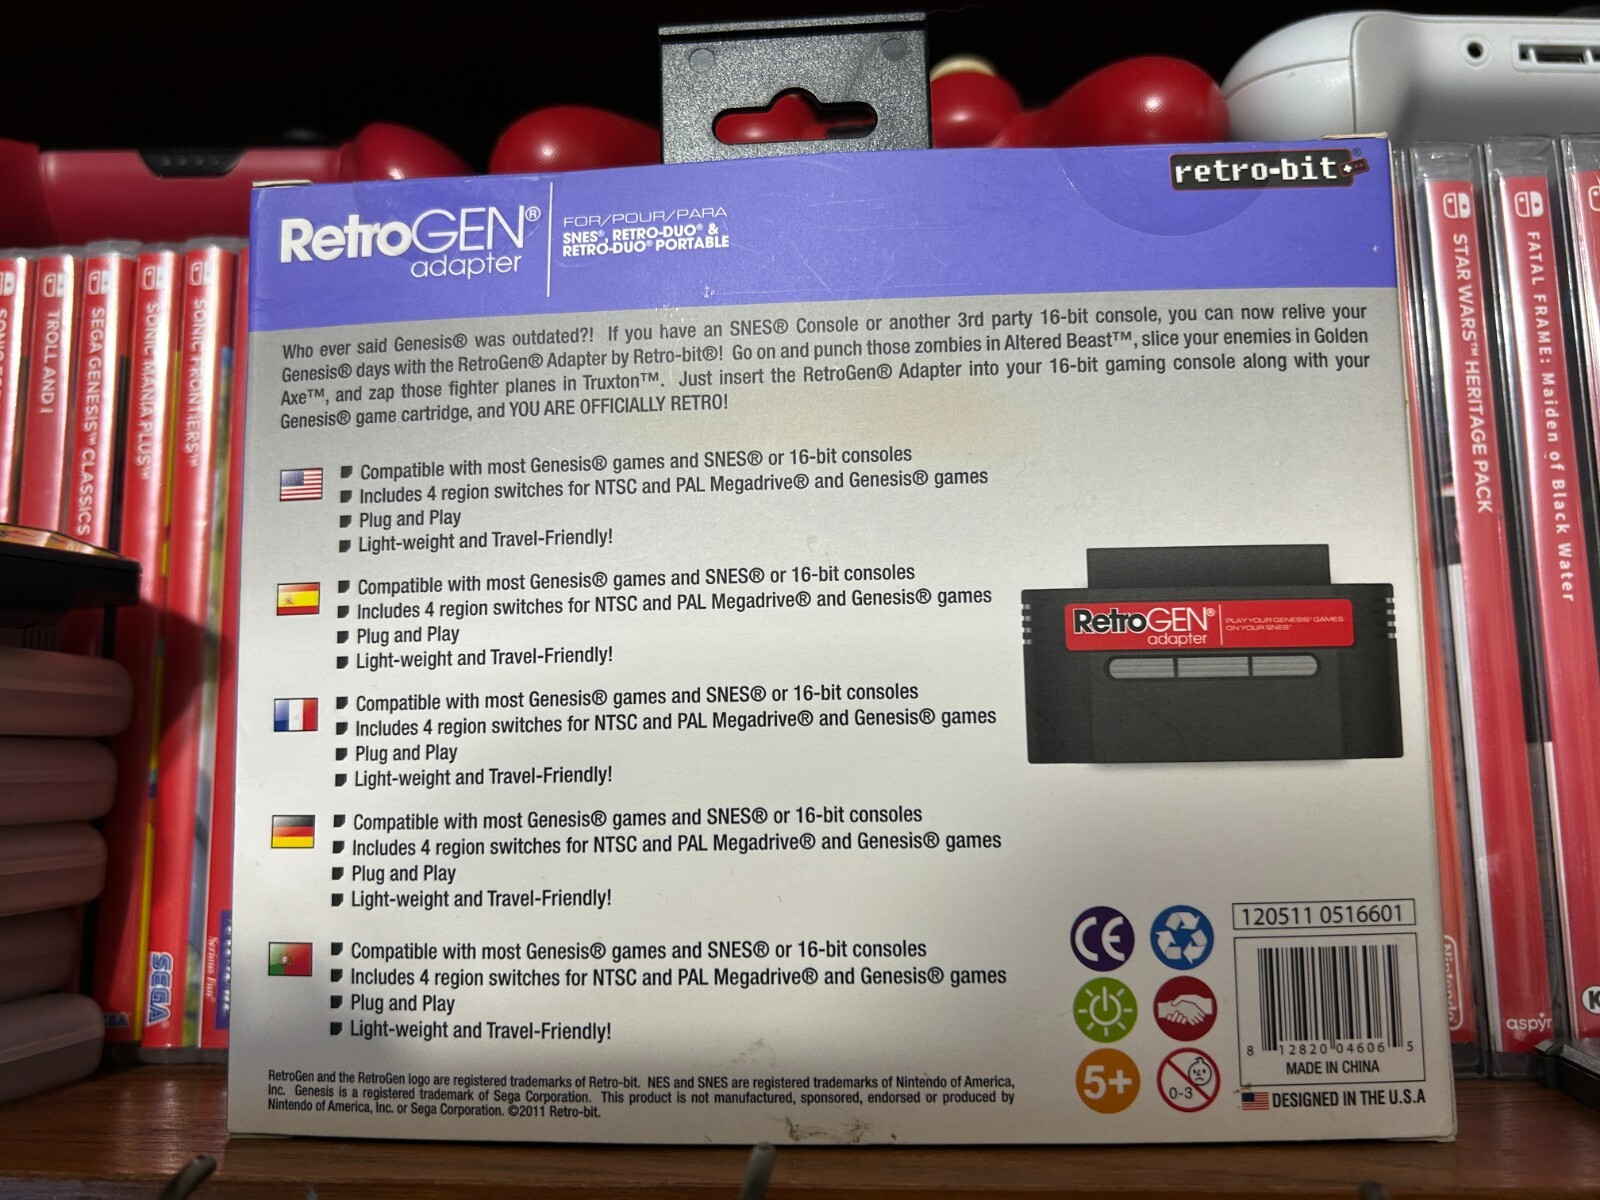 retro-bit
RetroGEN®
adapter
FOR/POUR/PARA
SNES®, RETRO-DUO® &
RETRO-DUO® PORTABLE
Who ever said Genesis® was outdated?! If you have an SNES® Console or another 3rd party 16-bit console, you can now relive your
Genesis® days with the RetroGen® Adapter by Retro-bit®! Go on and punch those zombies in Altered Beast™, slice your enemies in Golden
Axe™, and zap those fighter planes in Truxton™. Just insert the RetroGen® Adapter into your 16-bit gaming console along with your
Genesis® game cartridge, and YOU ARE OFFICIALLY RETRO!
Compatible with most Genesis® games and SNES® or 16-bit consoles
Includes 4 region switches for NTSC and PAL Megadrive® and Genesis® games
Plug and Play
Light-weight and Travel-Friendly!
Compatible with most Genesis® games and SNES® or 16-bit consoles
Includes 4 region switches for NTSC and PAL Megadrive® and Genesis® games
Plug and Play
Light-weight and Travel-Friendly!
Compatible with most Genesis® games and SNES® or 16-bit consoles
Includes 4 region switches for NTSC and PAL Megadrive® and Genesis® games
Plug and Play
Light-weight and Travel-Friendly!
Compatible with most Genesis® games and SNES® or 16-bit consoles
Includes 4 region switches for NTSC and PAL Megadrive® and Genesis® games
Plug and Play
Light-weight and Travel-Friendly!
Compatible with most Genesis® games and SNES® or 16-bit consoles
Includes 4 region switches for NTSC and PAL Megadrive® and Genesis® games
Plug and Play
Light-weight and Travel-Friendly!
RetroGEN®
adapter
PLAY YOUR GENESIS® GAMES
ON YOUR SNES®
RetroGen and the RetroGen logo are registered trademarks of Retro-bit. NES and SNES are registered trademarks of Nintendo of America,
Inc. Genesis is a registered trademark of Sega Corporation. This product is not manufactured, sponsored, endorsed or produced by
Nintendo of America, Inc. or Sega Corporation. ©2011 Retro-bit.
CE
5+
0-3
120511 0516601
8 12820 04606 5
MADE IN CHINA
DESIGNED IN THE U.S.A
TROLL AND I
SEGA GENESIS™ CLASSICS
SONIC MANIA PLUS™
SEGA
SONIC FRONTIERS™
STAR WARS™ HERITAGE PACK
Nintendo
aspyr
FATAL FRAME: Maiden of Black Water